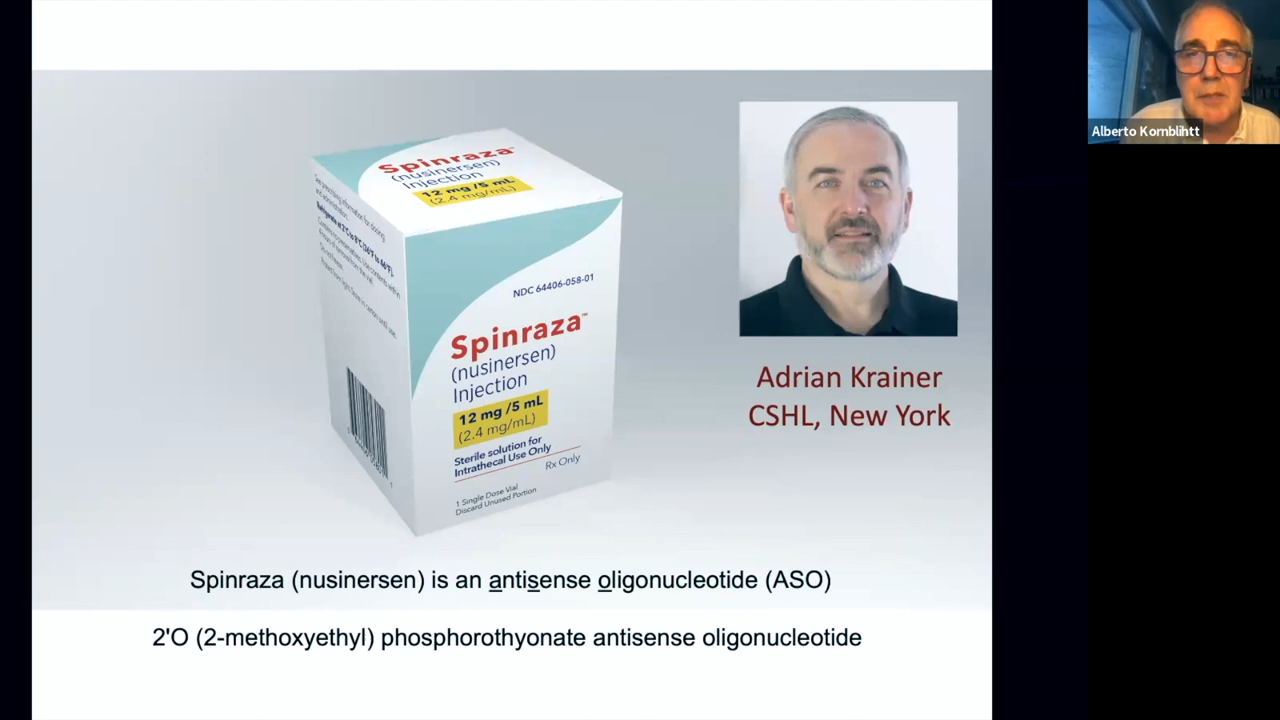 Spinraza™
(nusinersen)
Injection
12 mg /5 mL
(2.4 mg/mL)
NDC 64406-058-01
Spinraza™
(nusinersen)
Injection
12 mg /5 mL
(2.4 mg/mL)
Sterile solution for
Intrathecal Use Only
Rx Only
1 Single Dose Vial
Discard Unused Portion
Adrian Krainer
CSHL, New York
Alberto Kornblihtt
Spinraza (nusinersen) is an antisense oligonucleotide (ASO)
2'O (2-methoxyethyl) phosphorothyonate antisense oligonucleotide